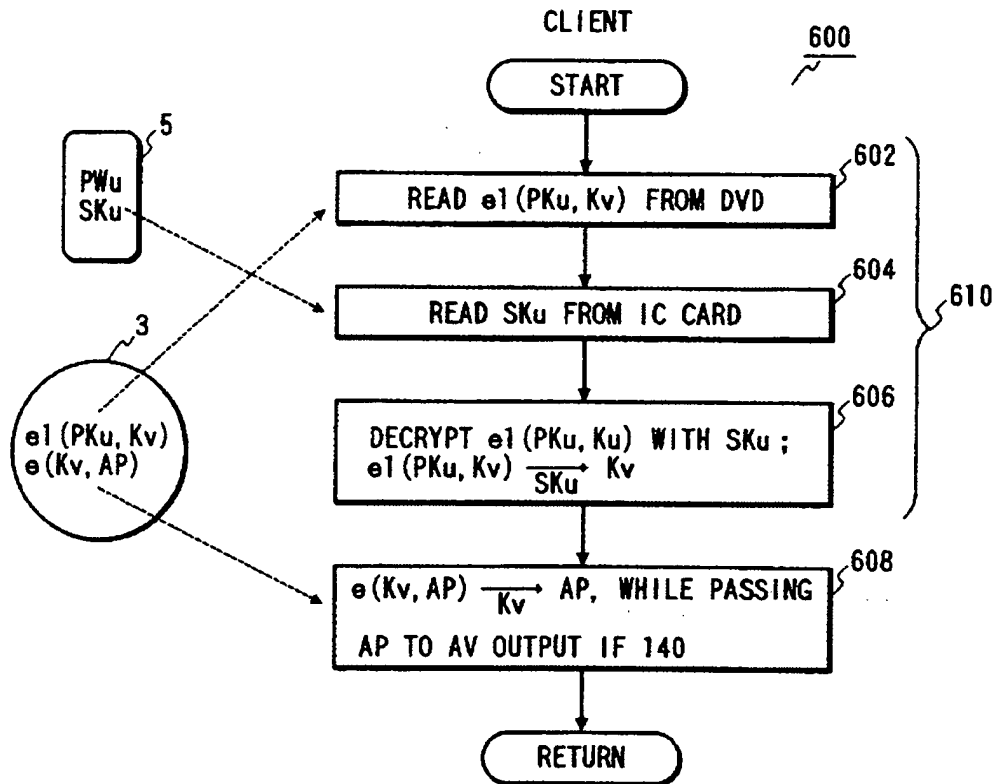 CLIENT
600
START
5
PWu
SKu
602
READ e1(PKu, Kv) FROM DVD
604
READ SKu FROM IC CARD
610
3
e1(PKu, Kv)
e(Kv, AP)
606
DECRYPT e1(PKu, Ku) WITH SKu ;
e1(PKu, Kv) SKu Kv
608
e(Kv, AP) Kv AP, WHILE PASSING
AP TO AV OUTPUT IF 140
RETURN